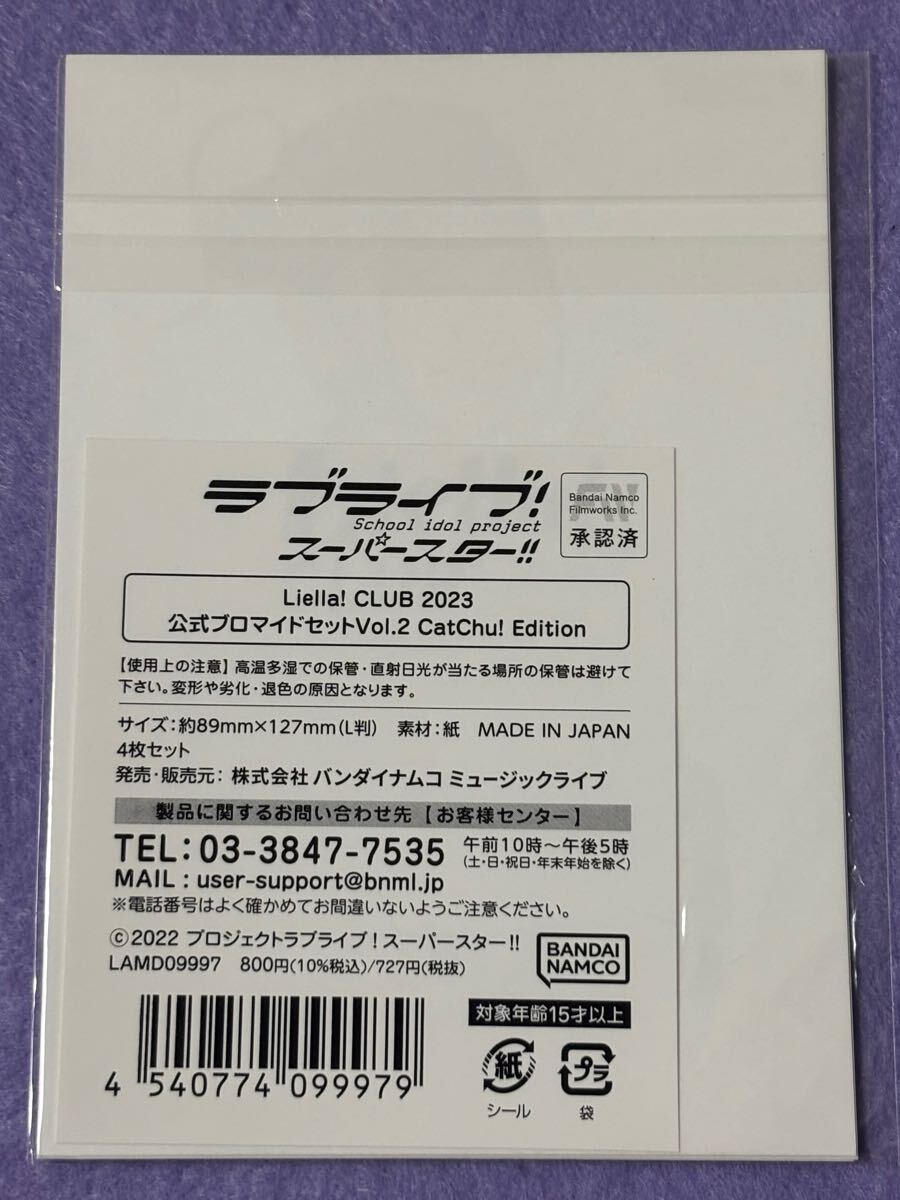 ラブライブ!
School idol project
スーパースター!!
Bandai Namco
Filmworks Inc.
承認済
Liella! CLUB 2023
公式ブロマイドセットVol.2 CatChu! Edition
【使用上の注意】高温多湿での保管・直射日光が当たる場所の保管は避けて
下さい。変形や劣化・退色の原因となります。
サイズ:約89mm×127mm(L判) 素材:紙 MADE IN JAPAN
4枚セット
発売・販売元: 株式会社 バンダイナムコ ミュージックライブ
製品に関するお問い合わせ先【お客様センター】
TEL:03-3847-7535 午前10時〜午後5時
(土・日・祝日・年末年始を除く)
MAIL:user-support@bnml.jp
※電話番号はよく確かめてお間違いないようご注意ください。
©2022 プロジェクトラブライブ!スーパースター!!
LAMD09997 800円(10%税込)/727円(税抜)
BANDAI
NAMCO
対象年齢15才以上
4 540774 099979
紙
シール
プラ
袋